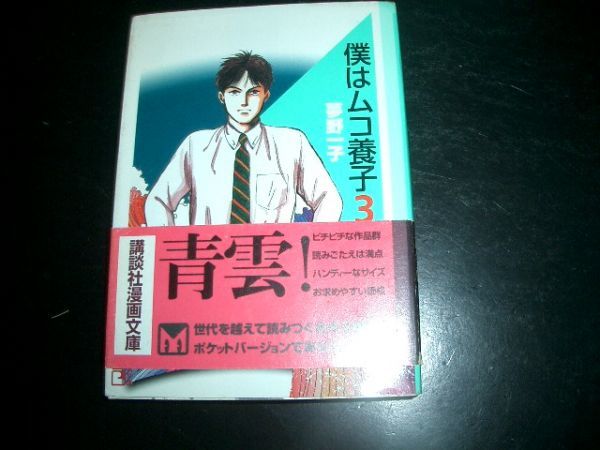 僕はムコ養子3
夢野一子
講談社漫画文庫
青雲!
ピチピチな作品群
読みごたえは満点
ハンディーなサイズ
お求めやすい価格
世代を越えて読みつ
ポケットバージョンで